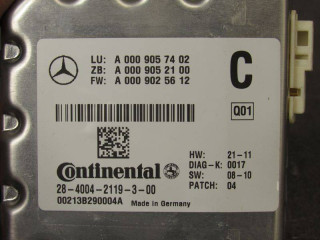 LU: A 000 905 74 02
ZB: A 000 905 21 00
FW: A 000 902 56 12
C
Q01
Continental
28-4004-2119-3-00
00213B290004A
Made in Germany
HW: 21-11
DIAG-K: 0017
SW: 08-10
PATCH: 04